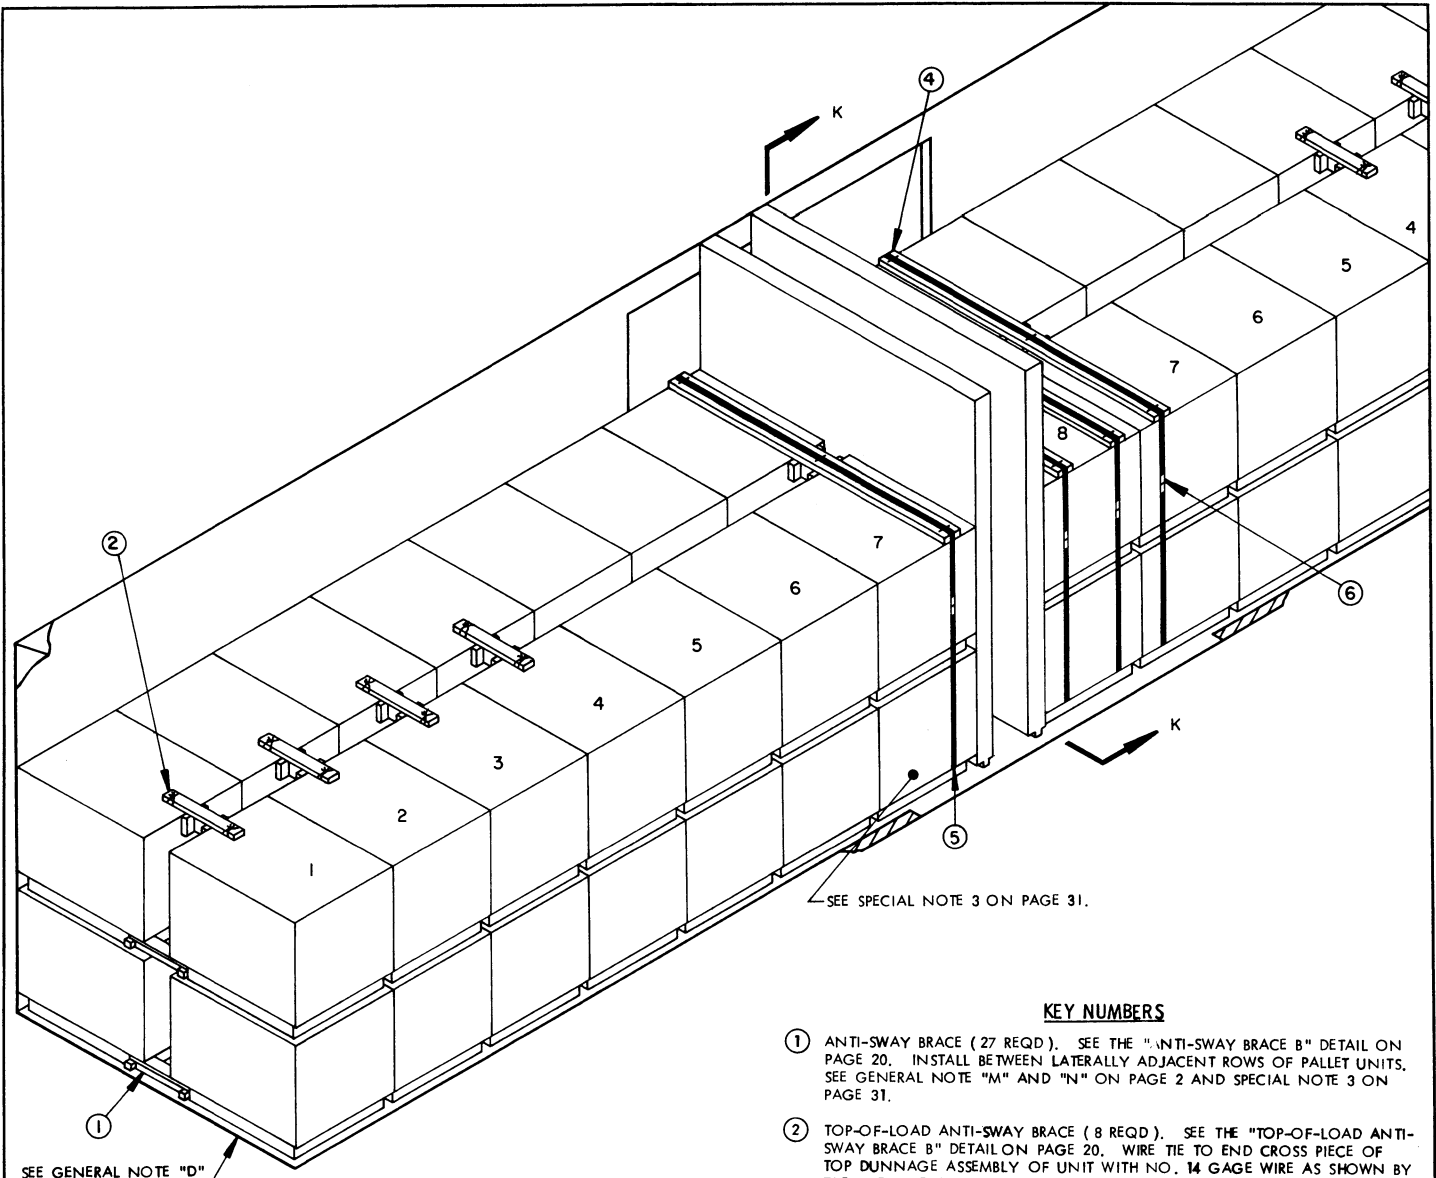 4
K
4
5
6
7
8
6
K
2
7
6
5
4
3
2
1
5
SEE SPECIAL NOTE 3 ON PAGE 31.
1
SEE GENERAL NOTE "D"
KEY NUMBERS
1 ANTI-SWAY BRACE (27 REQD). SEE THE "ANTI-SWAY BRACE B" DETAIL ON
PAGE 20. INSTALL BETWEEN LATERALLY ADJACENT ROWS OF PALLET UNITS.
SEE GENERAL NOTE "M" AND "N" ON PAGE 2 AND SPECIAL NOTE 3 ON
PAGE 31.
2 TOP-OF-LOAD ANTI-SWAY BRACE (8 REQD). SEE THE "TOP-OF-LOAD ANTI-
SWAY BRACE B" DETAIL ON PAGE 20. WIRE TIE TO END CROSS PIECE OF
TOP DUNNAGE ASSEMBLY OF UNIT WITH NO. 14 GAGE WIRE AS SHOWN BY